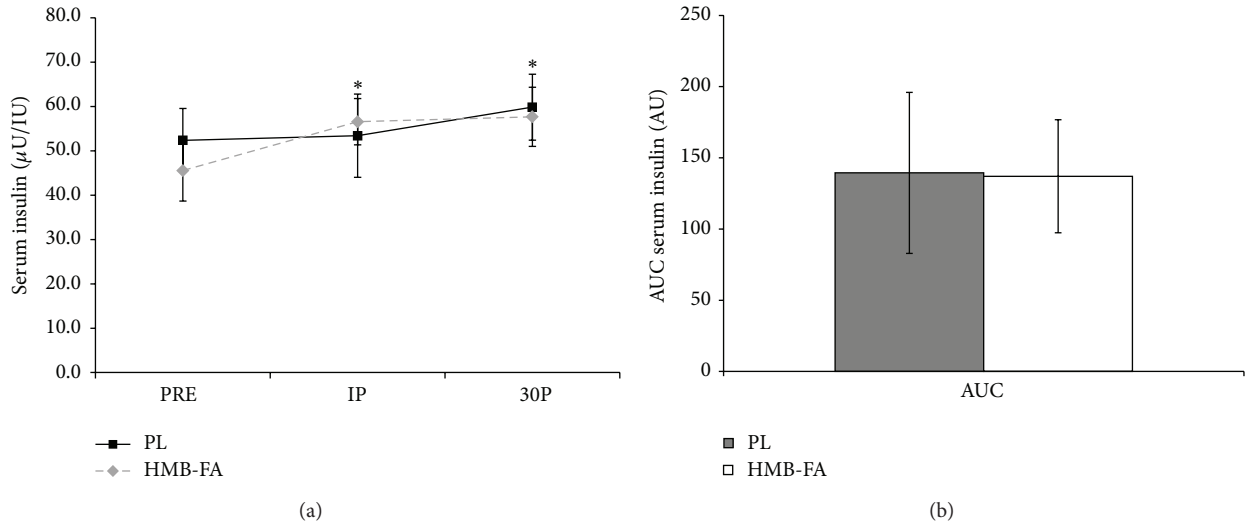 80.0
70.0
60.0
50.0
40.0
30.0
20.0
10.0
0.0
Serum insulin (μU/IU)
*
*
PRE IP 30P
PL
HMB-FA
(a)
250
200
150
100
50
0
AUC serum insulin (AU)
AUC
PL
HMB-FA
(b)